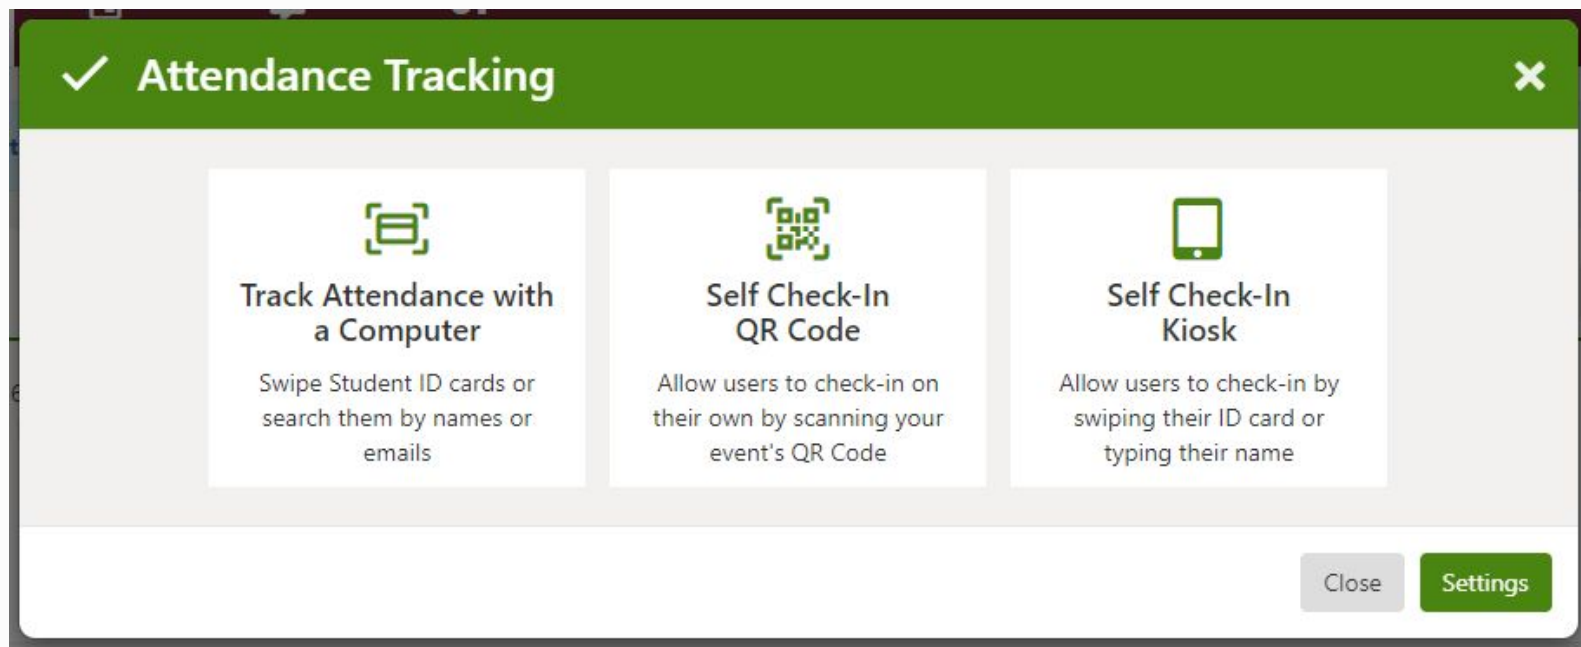 Attendance Tracking
Track Attendance with
a Computer
Swipe Student ID cards or
search them by names or
emails
Self Check-In
QR Code
Allow users to check-in on
their own by scanning your
event's QR Code
Self Check-In
Kiosk
Allow users to check-in by
swiping their ID card or
typing their name
Close
Settings